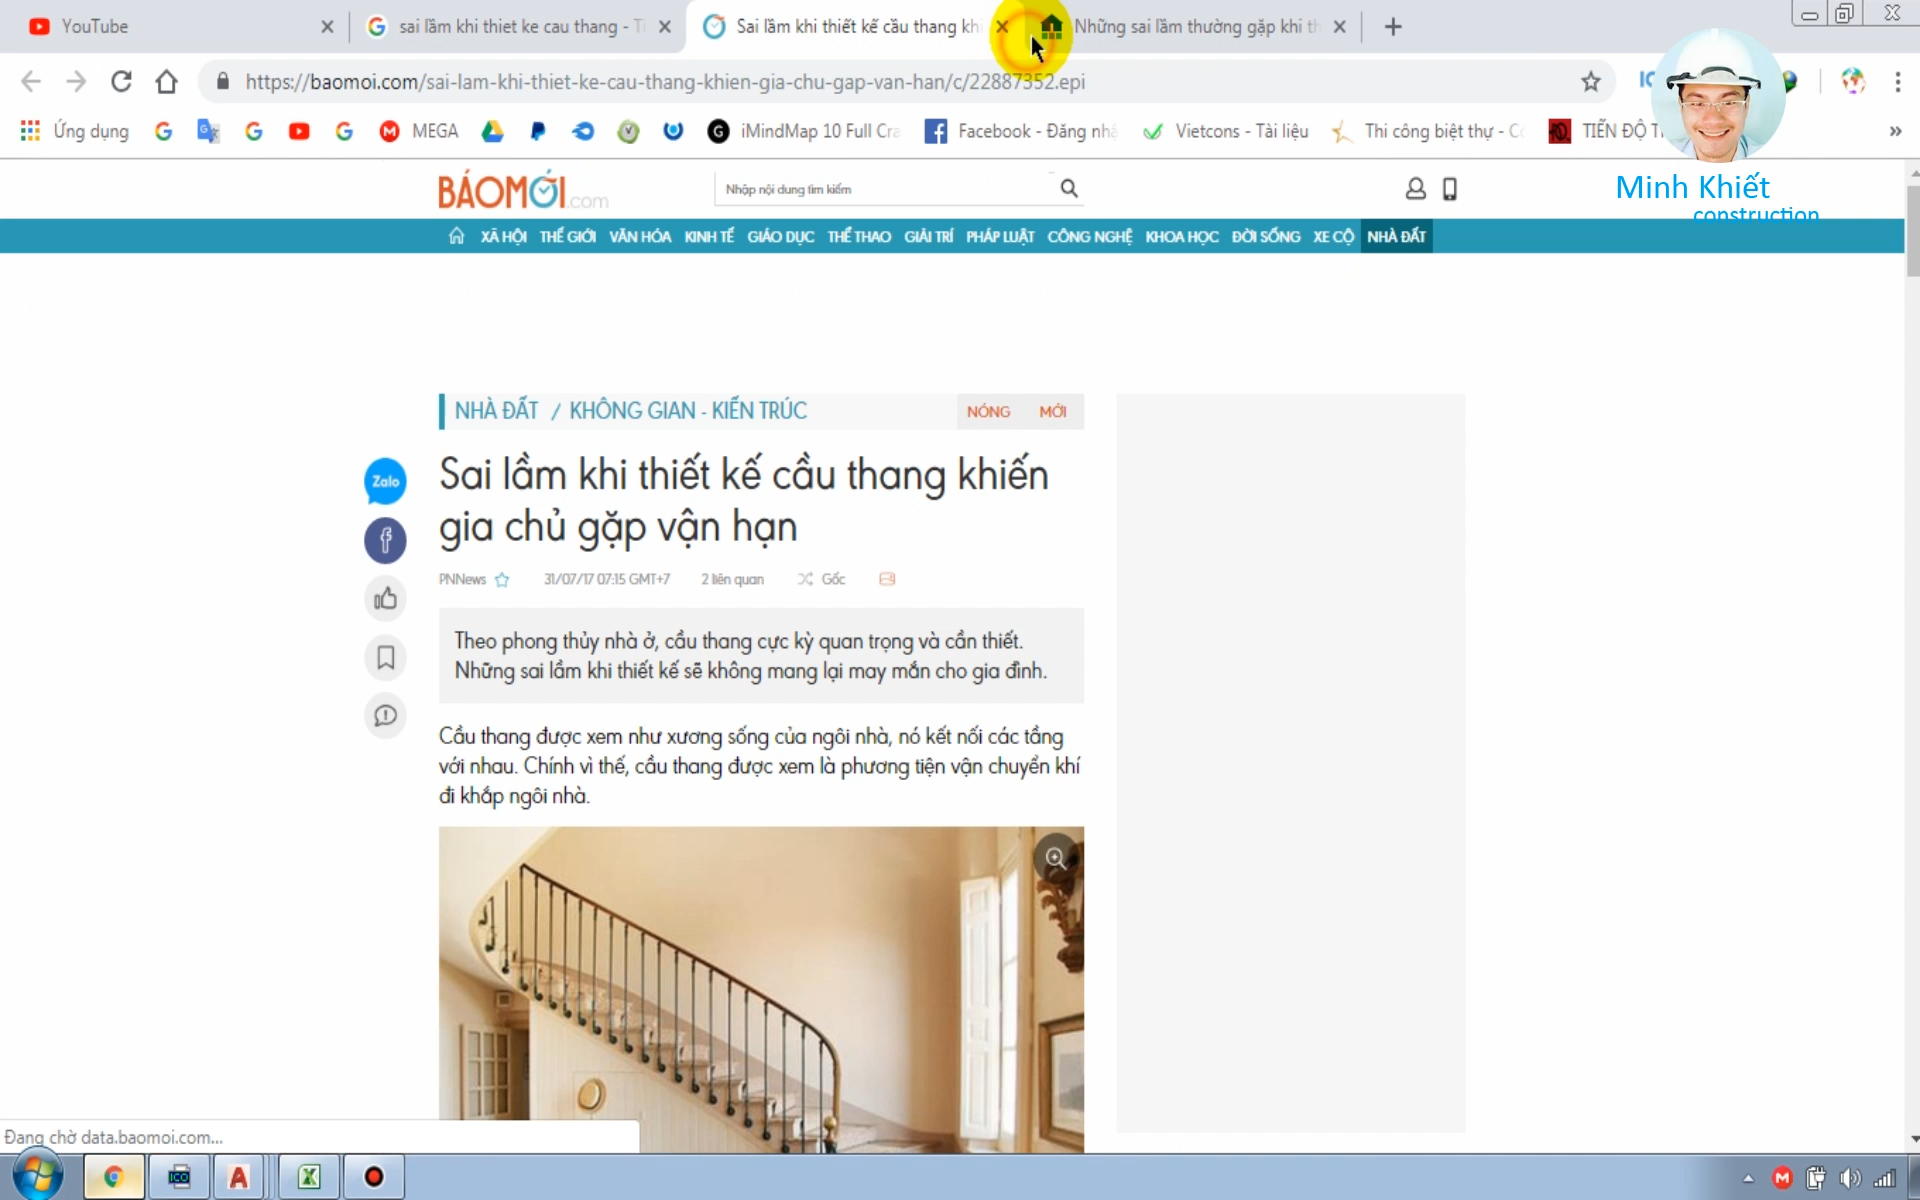 YouTube
sai lầm khi thiet ke cau thang - T
Sai lầm khi thiết kế cầu thang khi
Những sai lầm thường gặp khi th
https://baomoi.com/sai-lam-khi-thiet-ke-cau-thang-khien-gia-chu-gap-van-han/c/22887352.epi
Ứng dụng
MEGA
iMindMap 10 Full Cra
Facebook - Đăng nhậ
Vietcons - Tài liệu
Thi công biệt thự - C
TIẾN ĐỘ
Minh Khiết
construction
BÁOMỚI.com
Nhập nội dung tìm kiếm
XÃ HỘI THẾ GIỚI VĂN HÓA KINH TẾ GIÁO DỤC THỂ THAO GIẢI TRÍ PHÁP LUẬT CÔNG NGHỆ KHOA HỌC ĐỜI SỐNG XE CỘ NHÀ ĐẤT
NHÀ ĐẤT / KHÔNG GIAN - KIẾN TRÚC
NÓNG MỚI
Zalo
Sai lầm khi thiết kế cầu thang khiến
gia chủ gặp vận hạn
PNNews 31/07/17 07:15 GMT+7 2 liên quan Gốc
Theo phong thủy nhà ở, cầu thang cực kỳ quan trọng và cần thiết.
Những sai lầm khi thiết kế sẽ không mang lại may mắn cho gia đình.
Cầu thang được xem như xương sống của ngôi nhà, nó kết nối các tầng
với nhau. Chính vì thế, cầu thang được xem là phương tiện vận chuyển khí
đi khắp ngôi nhà.
Đang chờ data.baomoi.com...
ICO